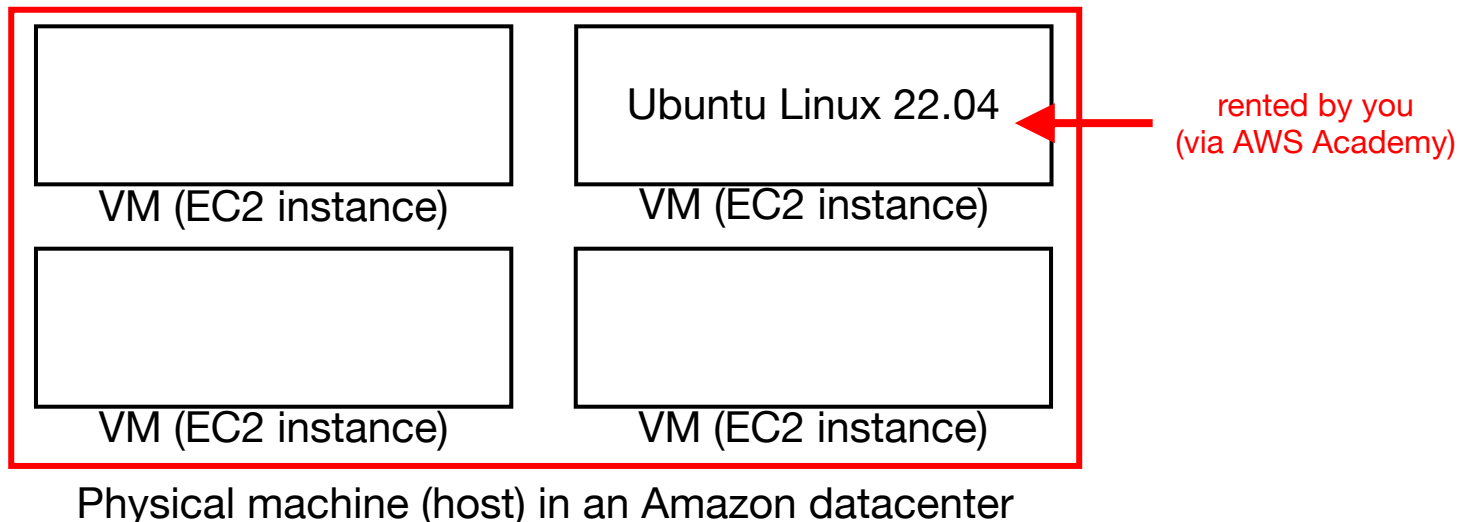 Ubuntu Linux 22.04
rented by you
(via AWS Academy)
VM (EC2 instance)
VM (EC2 instance)
VM (EC2 instance)
VM (EC2 instance)
Physical machine (host) in an Amazon datacenter